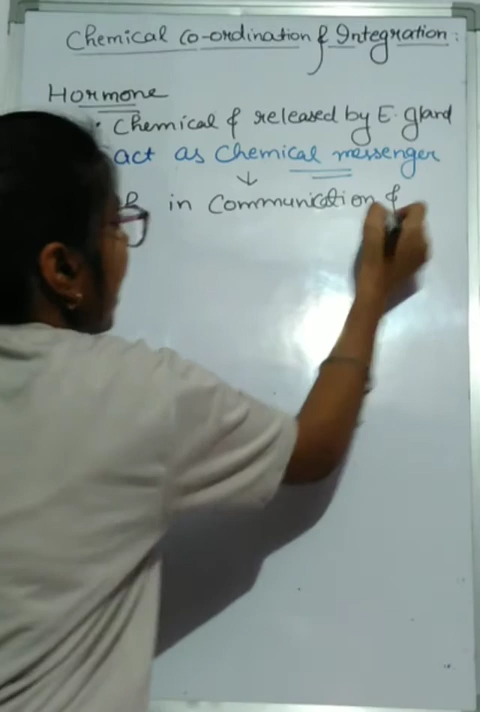 Chemical Co-ordination & Integration :
Hormone
Chemical & released by E. gland
act as Chemical messenger
↓
in Communication &